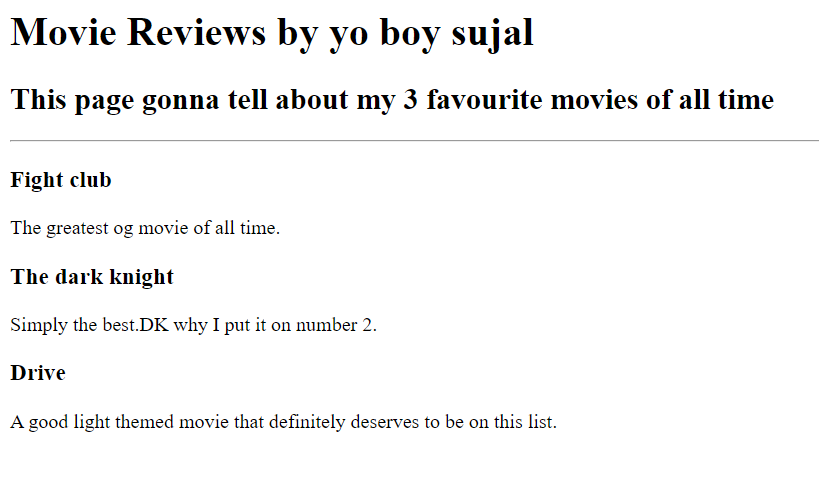 Movie Reviews by yo boy sujal
This page gonna tell about my 3 favourite movies of all time
Fight club
The greatest og movie of all time.
The dark knight
Simply the best.DK why I put it on number 2.
Drive
A good light themed movie that definitely deserves to be on this list.